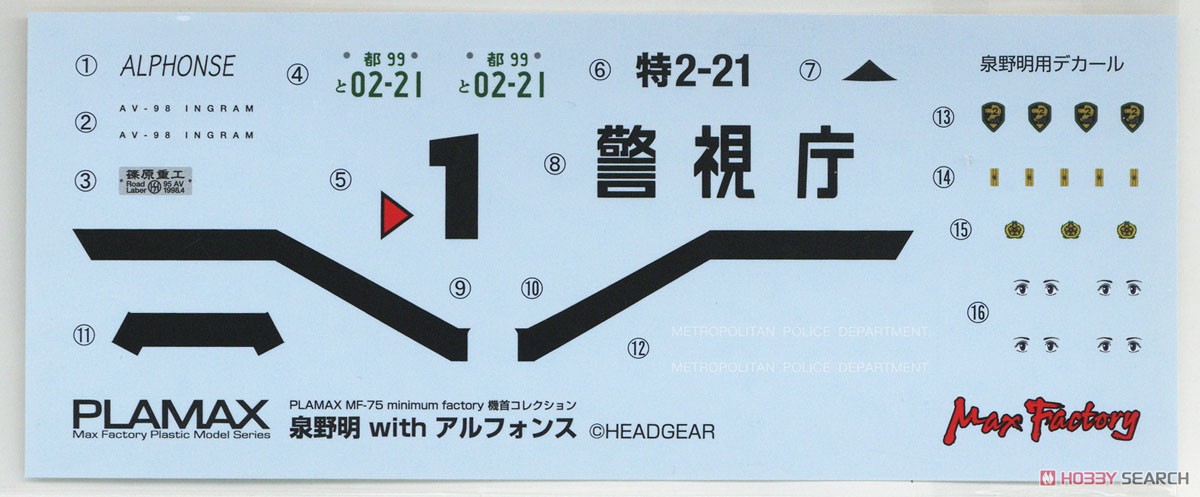 ① ALPHONSE
② AV-98 INGRAM
AV-98 INGRAM
③ 篠原重工
Road 95 AV
Laber 1998.4
④ 都 99
と 02-21
都 99
と 02-21
⑤ 1
⑥ 特2-21
⑦
⑧ 警視庁
⑨
⑩
⑪
⑫ METROPOLITAN POLICE DEPARTMENT
METROPOLITAN POLICE DEPARTMENT
泉野明用デカール
⑬
⑭
⑮
⑯
PLAMAX
Max Factory Plastic Model Series
PLAMAX MF-75 minimum factory 機首コレクション
泉野明 with アルフォンス ©HEADGEAR
Max Factory
HOBBY SEARCH